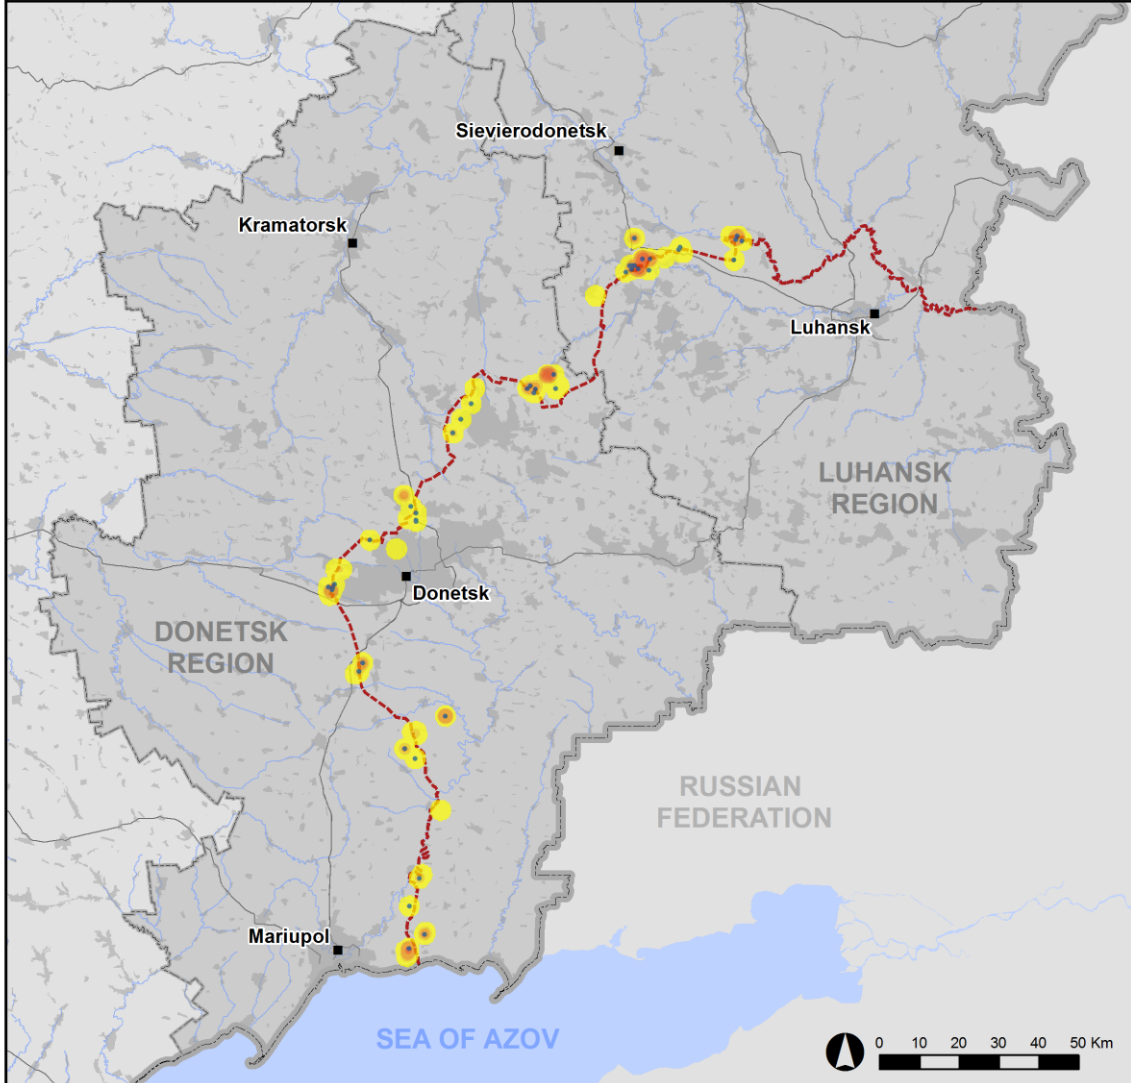 Sievierodonetsk
Kramatorsk
Luhansk
LUHANSK
REGION
Donetsk
DONETSK
REGION
RUSSIAN
FEDERATION
Mariupol
SEA OF AZOV
0 10 20 30 40 50 Km